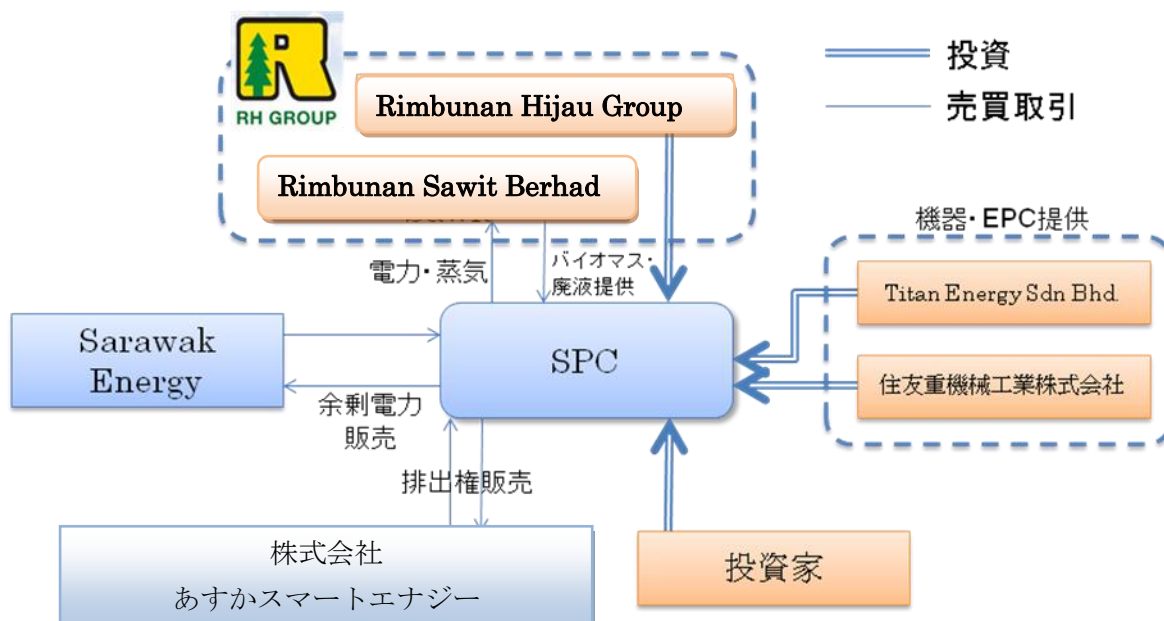 R
RH GROUP
Rimbunan Hijau Group
Rimbunan Sawit Berhad
投資
売買取引
機器・EPC提供
電力・蒸気
バイオマス・
廃液提供
Titan Energy Sdn Bhd.
住友重機械工業株式会社
Sarawak
Energy
SPC
余剰電力
販売
排出権販売
株式会社
あすかスマートエナジー
投資家